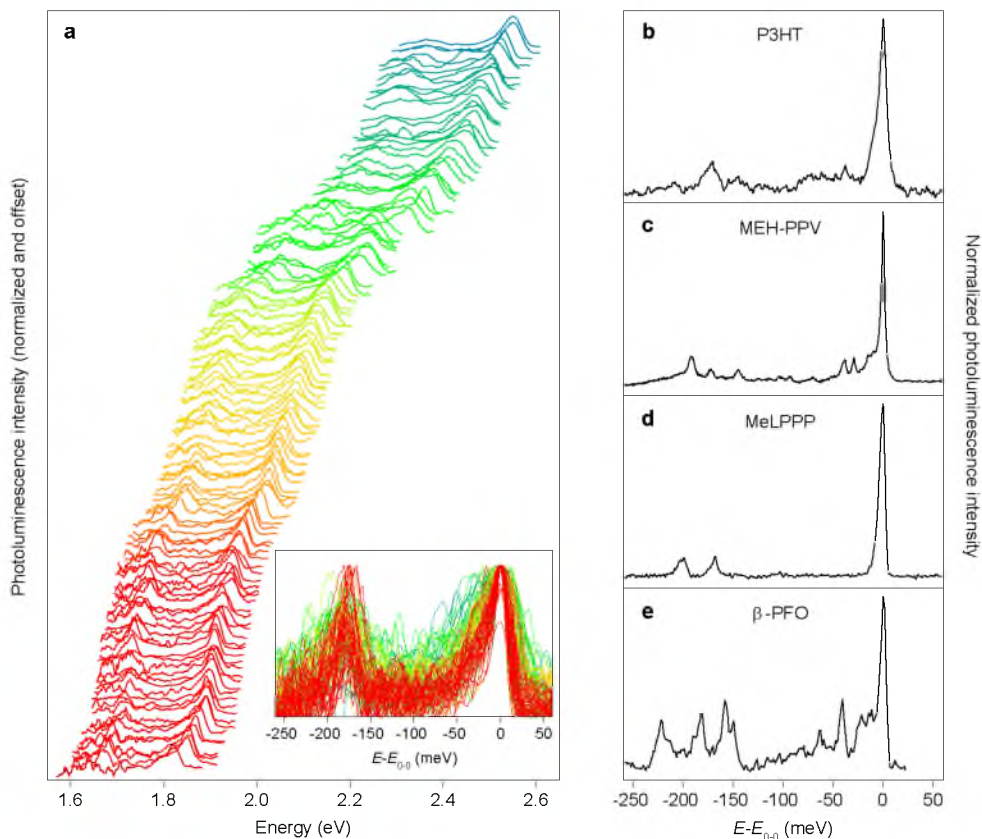 a
Photoluminescence intensity (normalized and offset)
1.6 1.8 2.0 2.2 2.4 2.6
Energy (eV)
-250 -200 -150 -100 -50 0 50
E-E0-0 (meV)
b
P3HT
c
MEH-PPV
d
MeLPPP
e
β-PFO
-250 -200 -150 -100 -50 0 50
E-E0-0 (meV)
Normalized photoluminescence
intensity